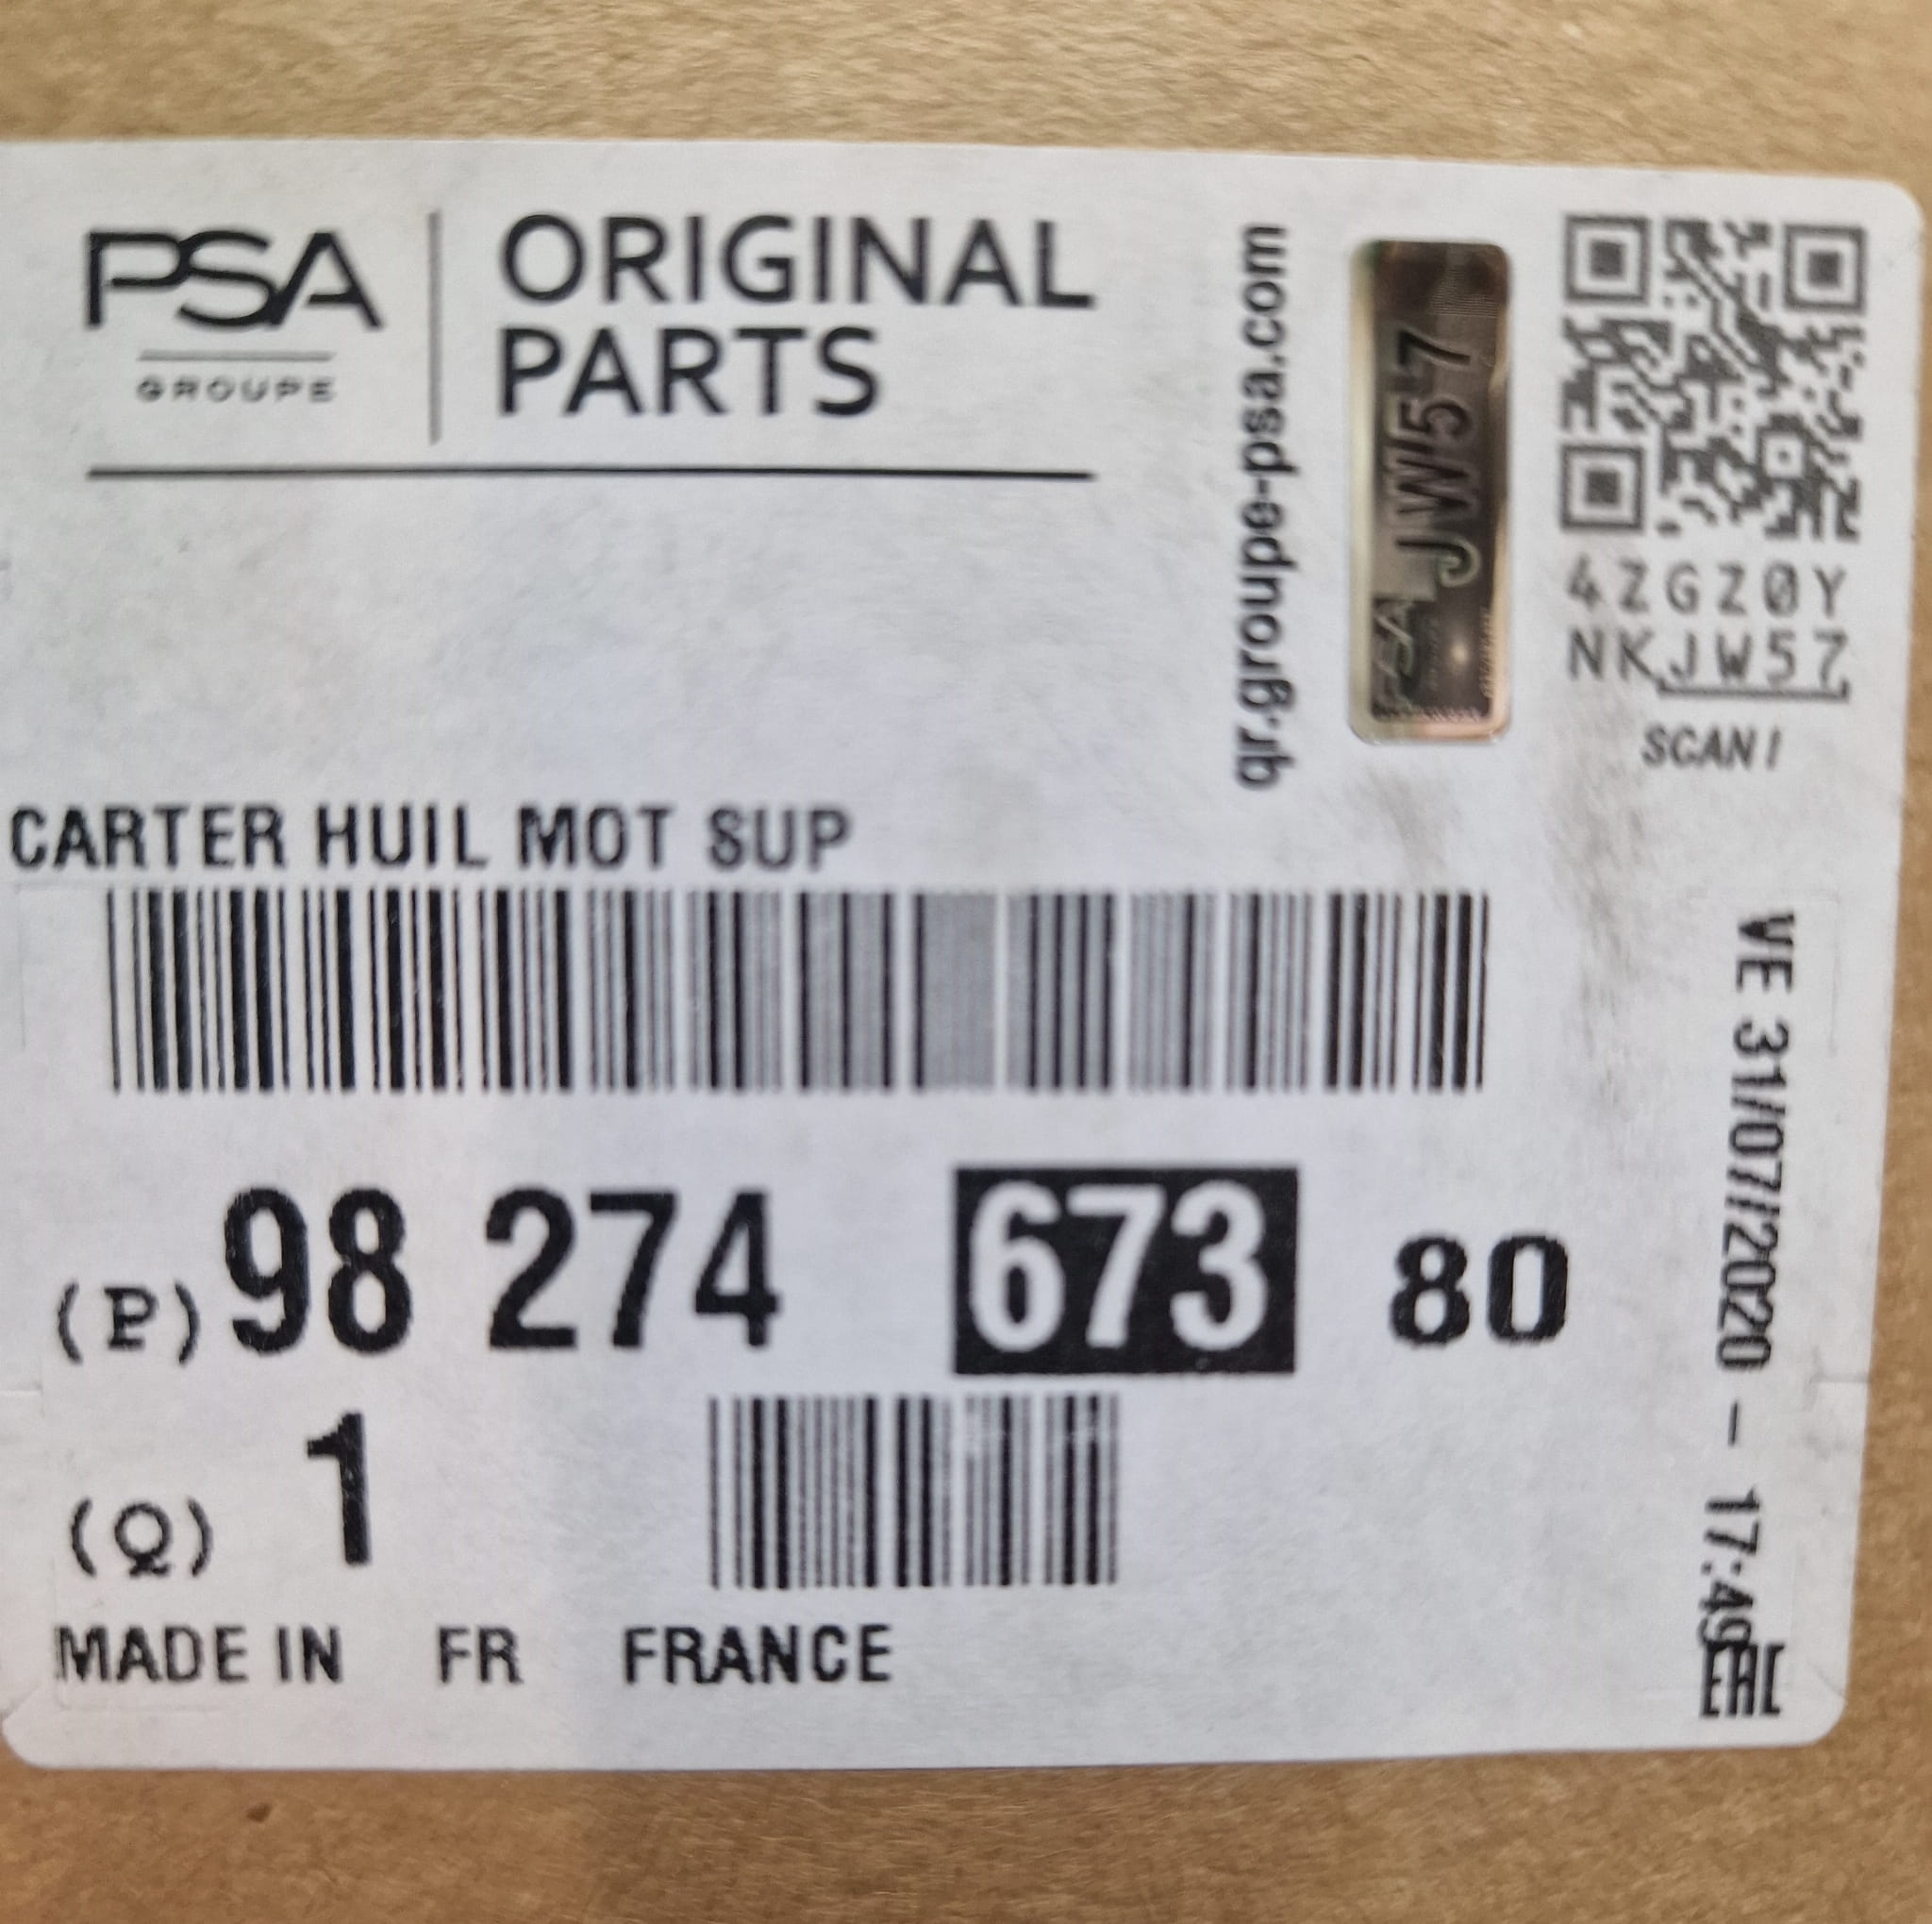 PSA
GROUPE
ORIGINAL
PARTS
qr.groupe-psa.com
PSA JW57
4ZGZ0Y
NKJW57
SCAN!
CARTER HUIL MOT SUP
(P) 98 274 673 80
(Q) 1
MADE IN FR FRANCE
VE 31/07/2020 - 17:49
EAC